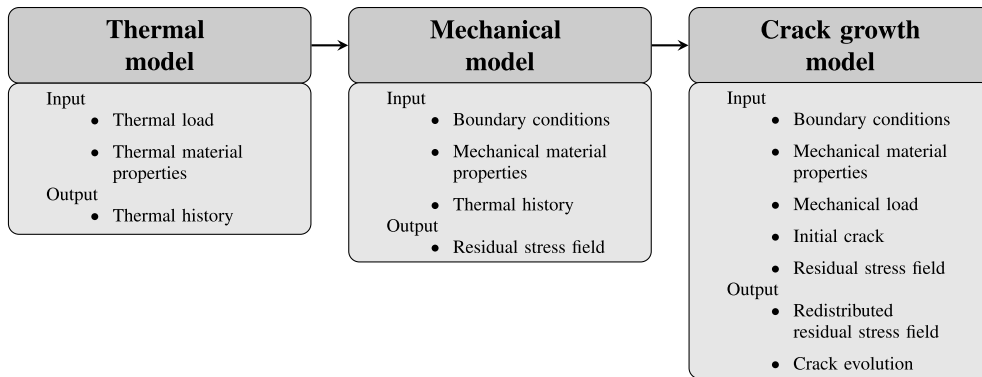 Thermal
model
Input
• Thermal load
• Thermal material
properties
Output
• Thermal history
Mechanical
model
Input
• Boundary conditions
• Mechanical material
properties
• Thermal history
Output
• Residual stress field
Crack growth
model
Input
• Boundary conditions
• Mechanical material
properties
• Mechanical load
• Initial crack
• Residual stress field
Output
• Redistributed
residual stress field
• Crack evolution